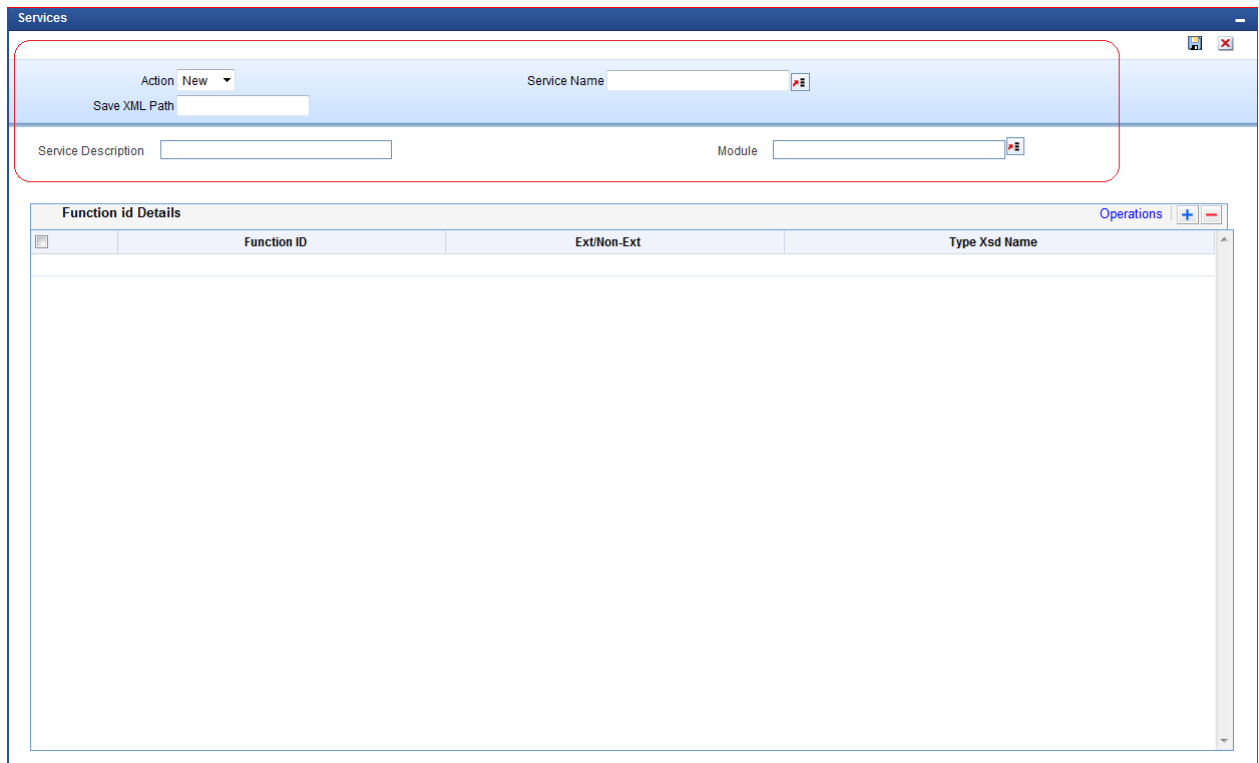 Services
Action New Service Name
Save XML Path
Service Description Module
Function id Details Operations
Function ID Ext/Non-Ext Type Xsd Name